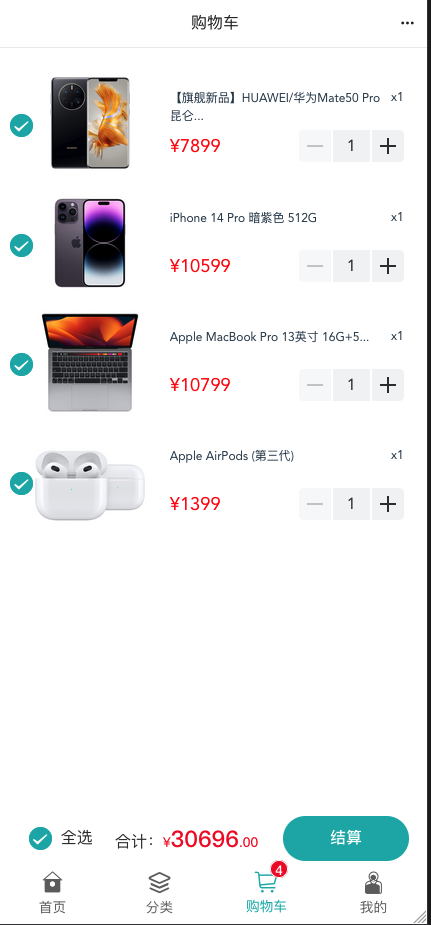 购物车
【旗舰新品】HUAWEI/华为Mate50 Pro
昆仑...
x1
¥7899
1
iPhone 14 Pro 暗紫色 512G
x1
¥10599
1
Apple MacBook Pro 13英寸 16G+5...
x1
¥10799
1
Apple AirPods (第三代)
x1
¥1399
1
全选
合计：¥30696.00
结算
首页
分类
4
购物车
我的